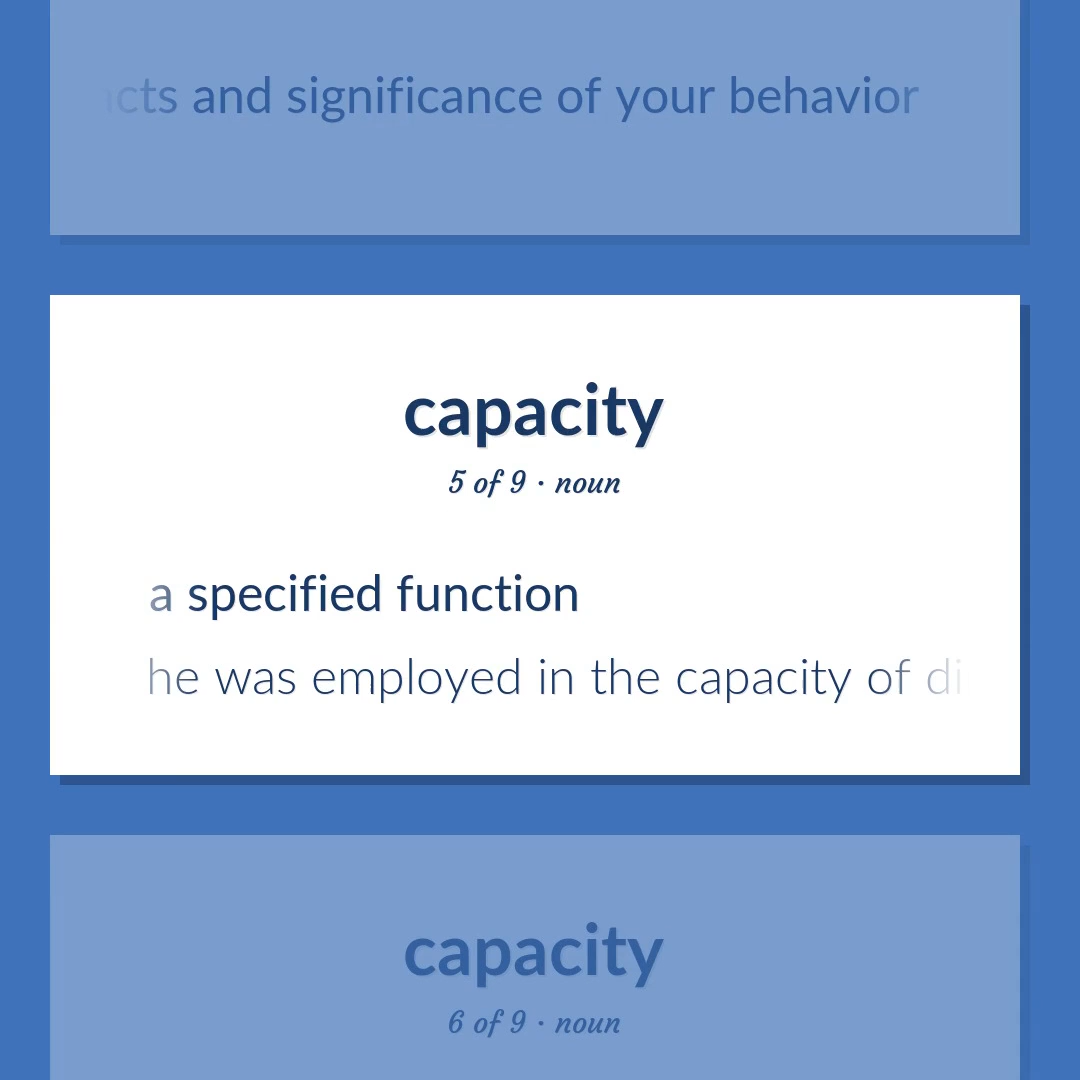 and significance of your behavior
capacity
5 of 9 · noun
a specified function
he was employed in the capacity of
capacity
6 of 9 · noun